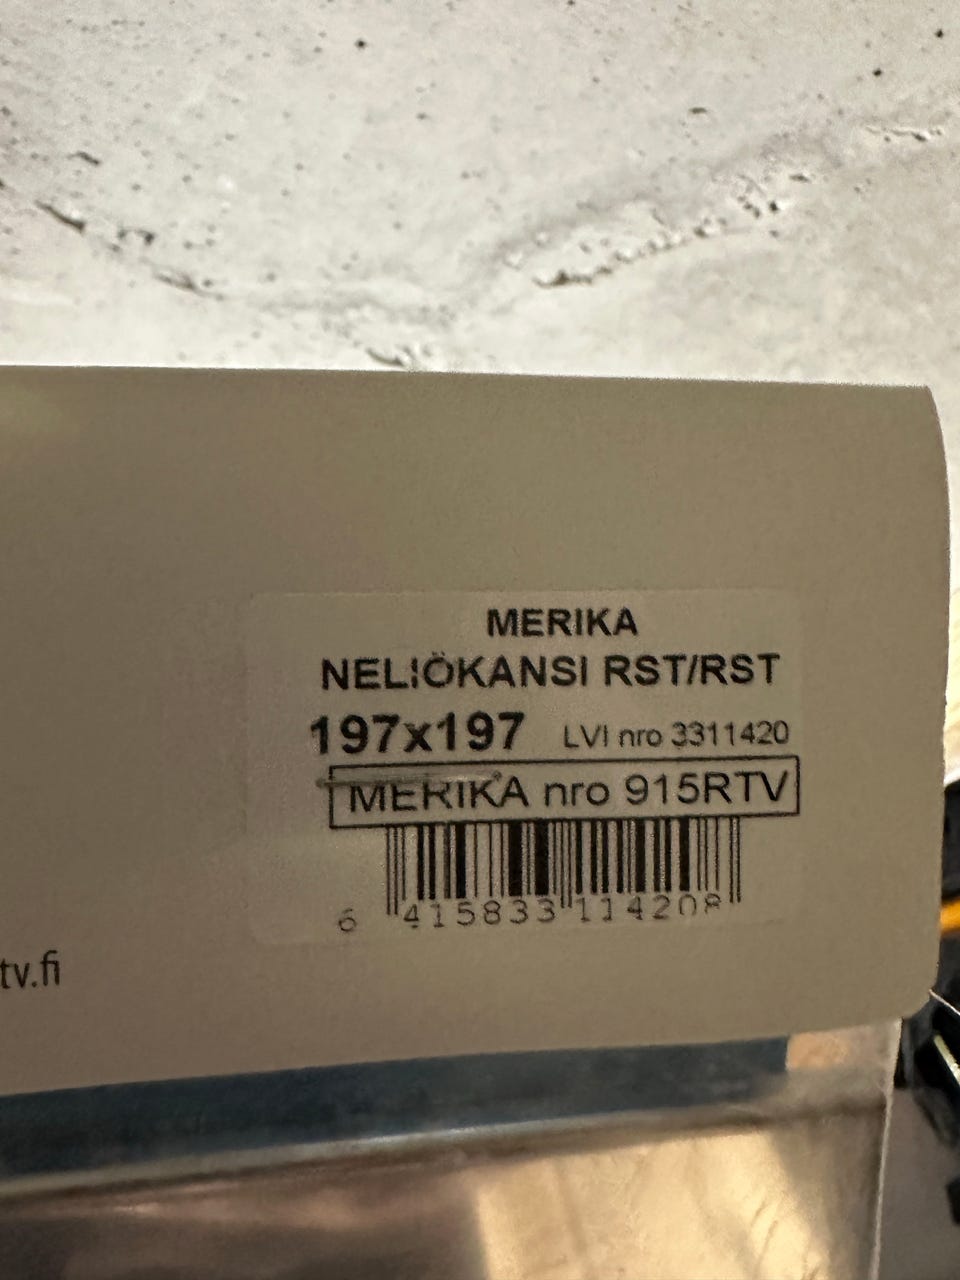 MERIKA
NELIÖKANSI RST/RST
197x197 LVI nro 3311420
MERIKA nro 915RTV
6 415833 114208
tv.fi